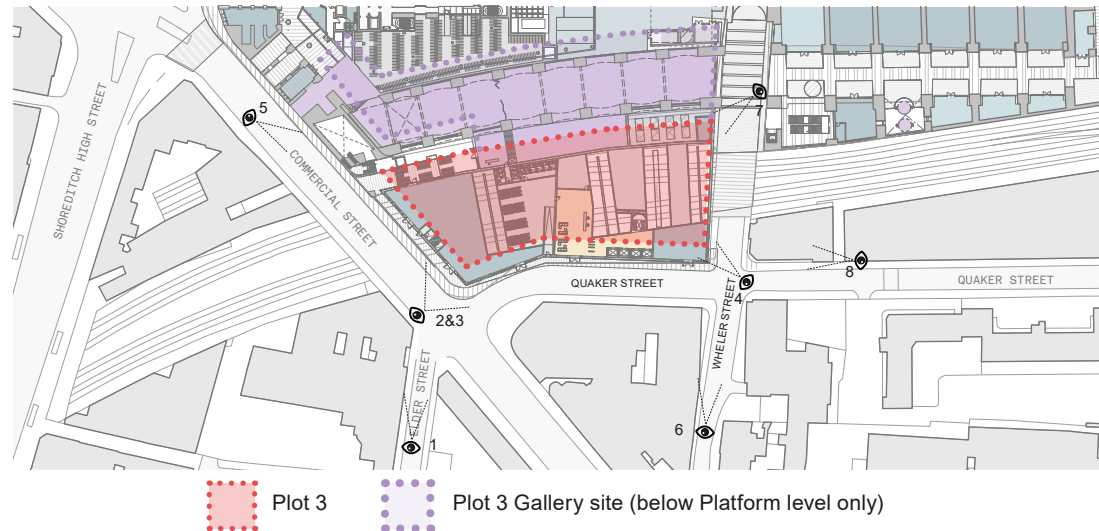 5
7
SHOREDITCH HIGH STREET
COMMERCIAL STREET
8
QUAKER STREET
QUAKER STREET
4
2&3
WHELER STREET
ELDER STREET
6
1
Plot 3
Plot 3 Gallery site (below Platform level only)